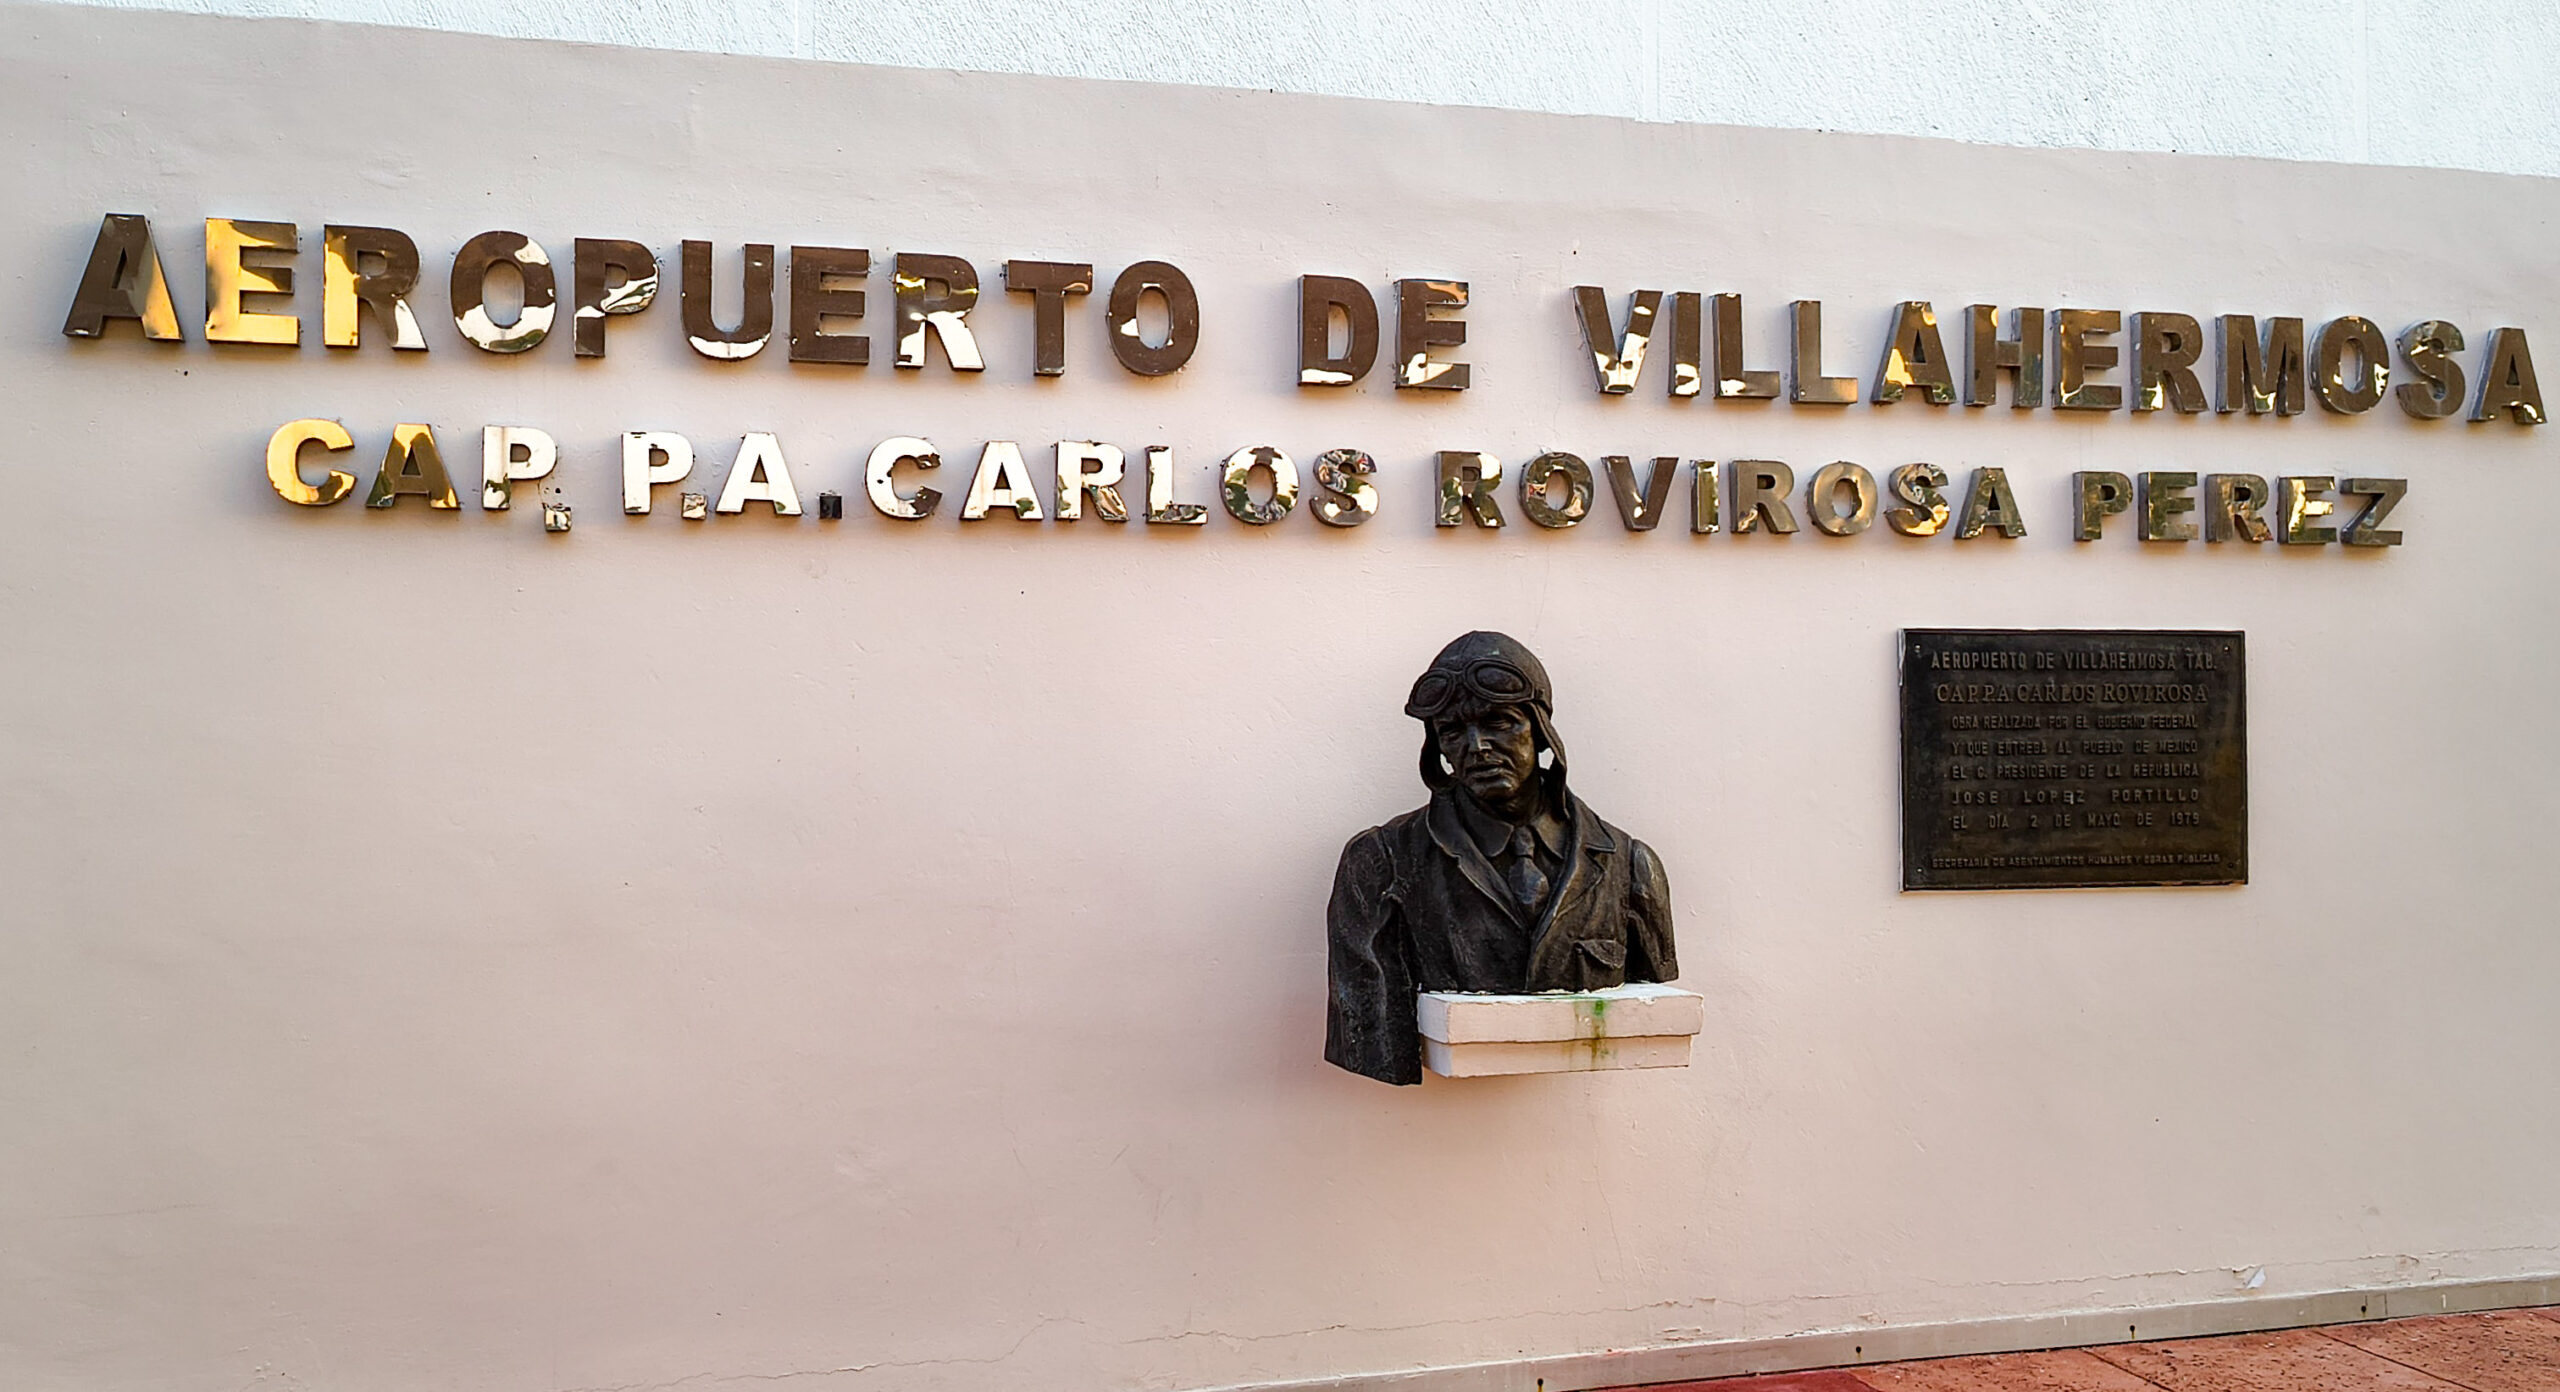 AEROPUERTO DE VILLAHERMOSA
CAP. P.A. CARLOS ROVIROSA PEREZ
AEROPUERTO DE VILLAHERMOSA TAB.
CAP. P.A. CARLOS ROVIROSA
OBRA REALIZADA POR EL GOBIERNO FEDERAL
Y QUE ENTREGA AL PUEBLO DE MEXICO
EL C. PRESIDENTE DE LA REPUBLICA
JOSE LOPEZ PORTILLO
EL DIA 2 DE MAYO DE 1979
SECRETARIA DE ASENTAMIENTOS HUMANOS Y OBRAS PÚBLICAS